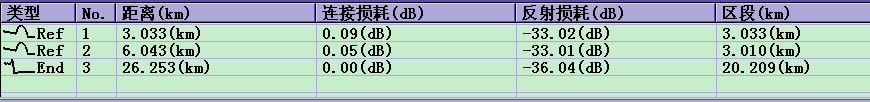 类型 No. 距离(km) 连接损耗(dB) 反射损耗(dB) 区段(km)
Ref 1 3.033(km) 0.09(dB) -33.02(dB) 3.033(km)
Ref 2 6.043(km) 0.05(dB) -33.01(dB) 3.010(km)
End 3 26.253(km) 0.00(dB) -36.04(dB) 20.209(km)